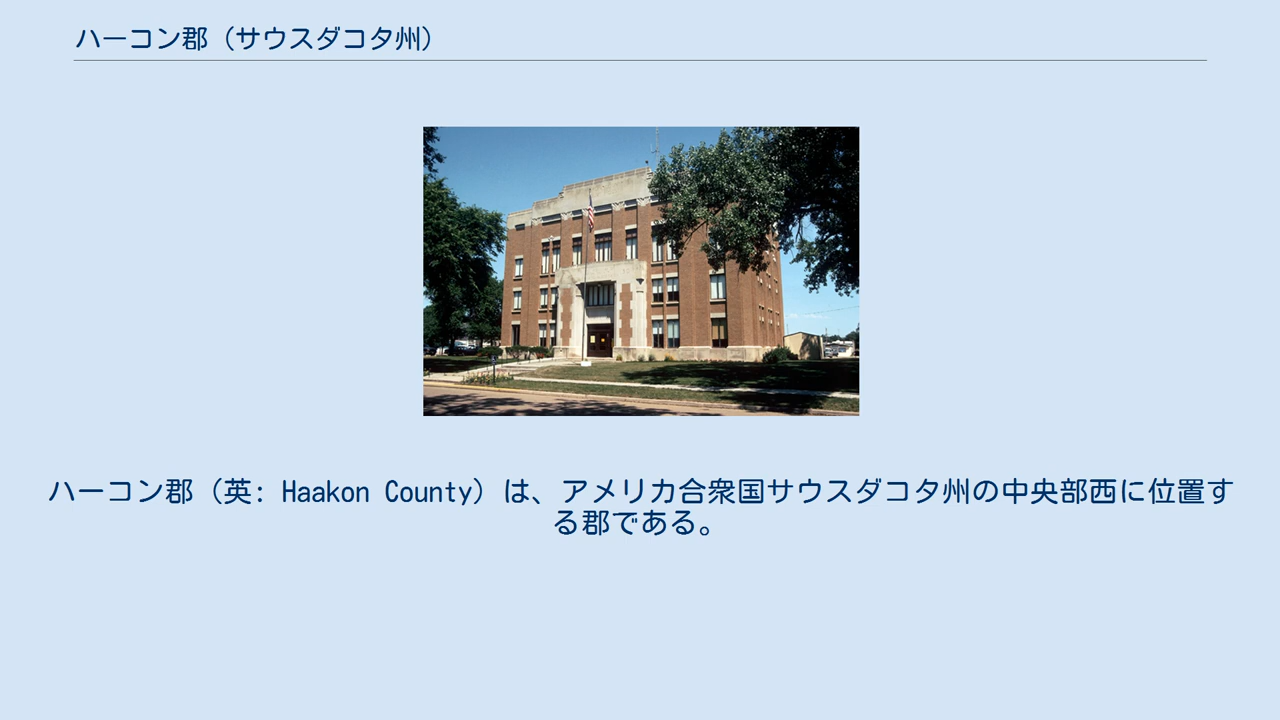 ハーコン郡（サウスダコタ州）
ハーコン郡（英: Haakon County）は、アメリカ合衆国サウスダコタ州の中央部西に位置す
る郡である。